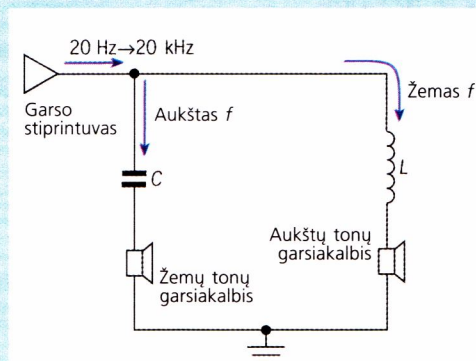 20 Hz→20 kHz
Garso
stiprintuvas
Aukštas f
Žemas f
C
L
Žemų tonų
garsiakalbis
Aukštų tonų
garsiakalbis